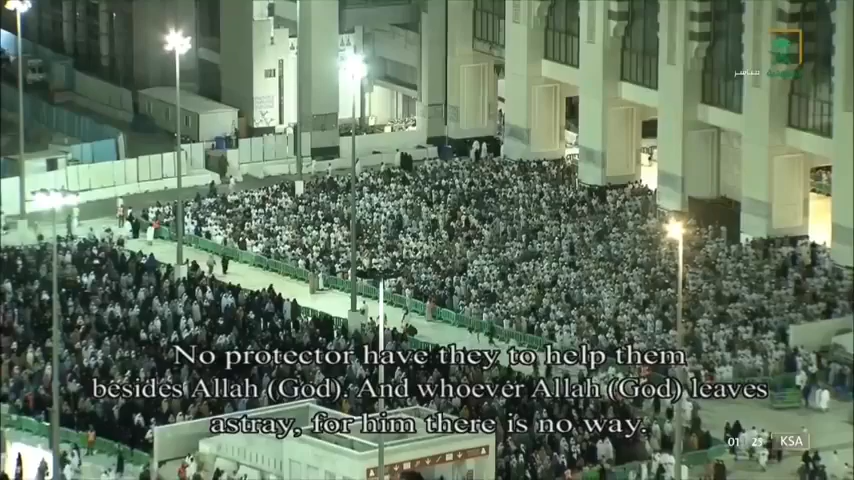 مباشر
No protector have they to help them
besides Allah (God). And whoever Allah (God) leaves
astray, for him there is no way.
01 25 KSA